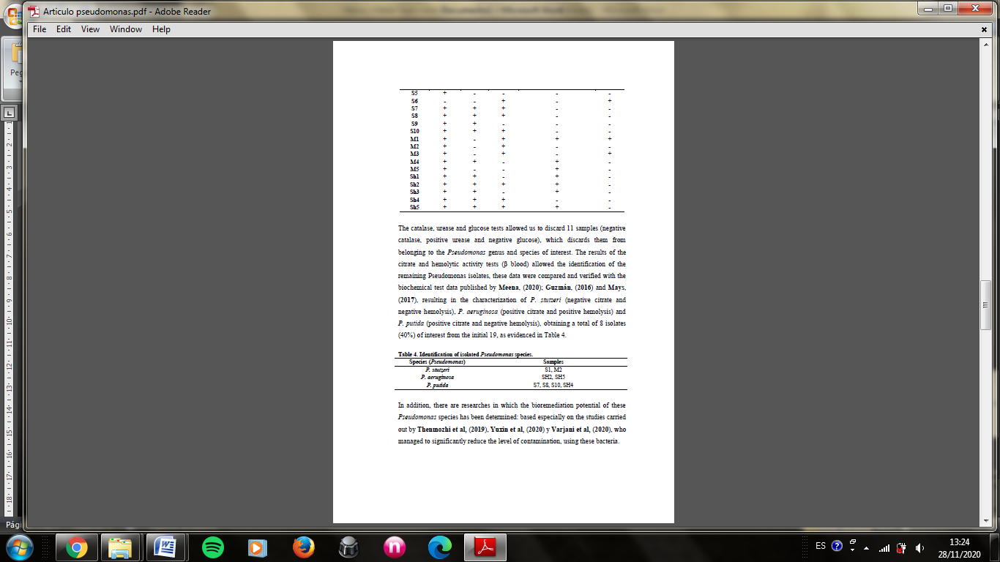 Articulo pseudomonas.pdf - Adobe Reader
File Edit View Window Help
Peg
S5 + - - - -
S6 - - + - +
S7 + + + - -
S8 + + + - -
S9 + + - - -
S10 + + + - -
M1 + - + + +
M2 + - + - -
M3 + - + - +
M4 + + - + -
M5 + - - + -
Sh1 + + - + -
Sh2 + + + + -
Sh3 + + - + -
Sh4 + + + - -
Sh5 + + + + -
The catalase, urease and glucose tests allowed us to discard 11 samples (negative
catalase, positive urease and negative glucose), which discards them from
belonging to the Pseudomonas genus and species of interest. The results of the
citrate and hemolytic activity tests (β blood) allowed the identification of the
remaining Pseudomonas isolates, these data were compared and verified with the
biochemical test data published by Meena, (2020); Guzmán, (2016) and Mays,
(2017), resulting in the characterization of P. stutzeri (negative citrate and
negative hemolysis), P. aeruginosa (positive citrate and positive hemolysis) and
P. putida (positive citrate and negative hemolysis), obtaining a total of 8 isolates
(40%) of interest from the initial 19, as evidenced in Table 4.
Table 4. Identification of isolated Pseudomonas species.
Species (Pseudomonas) Samples
P. stutzeri S1, M2
P. aeruginosa SH2, SH5
P. putida S7, S8, S10, SH4
In addition, there are researches in which the bioremediation potential of these
Pseudomonas species has been determined: based especially on the studies carried
out by Thenmozhi et al, (2019), Yuxin et al, (2020) y Varjani et al, (2020), who
managed to significantly reduce the level of contamination, using these bacteria.
Pági
ES
13:24
28/11/2020